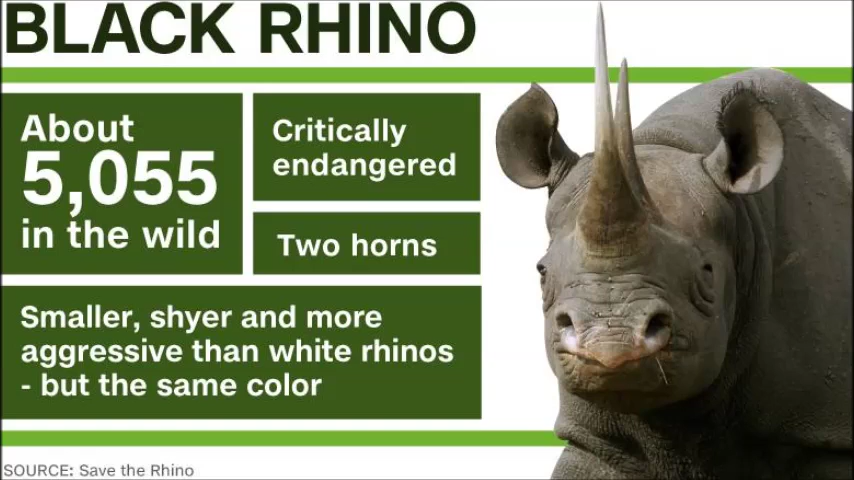 BLACK RHINO
About
5,055
in the wild
Critically
endangered
Two horns
Smaller, shyer and more
aggressive than white rhinos
- but the same color
SOURCE: Save the Rhino